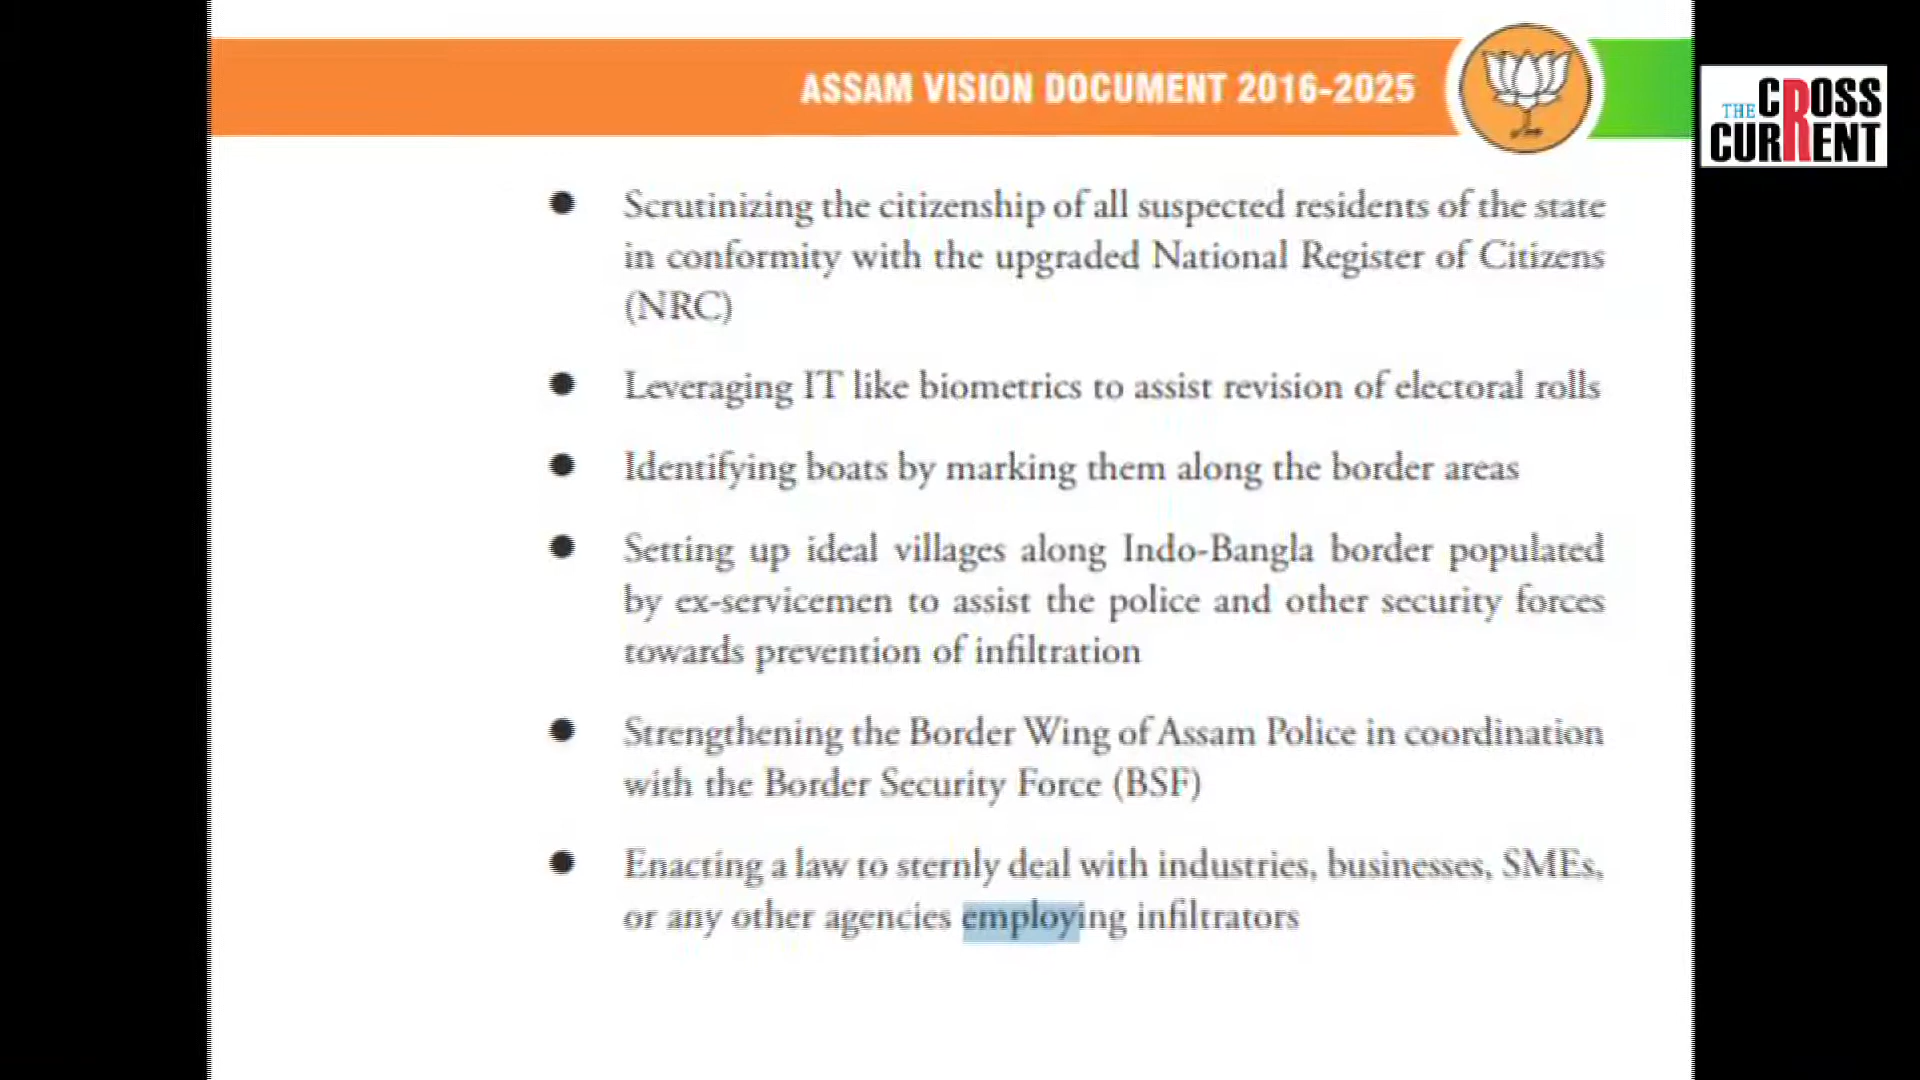 ASSAM VISION DOCUMENT 2016-2025
THE CROSS
CURRENT
● Scrutinizing the citizenship of all suspected residents of the state
in conformity with the upgraded National Register of Citizens
(NRC)
● Leveraging IT like biometrics to assist revision of electoral rolls
● Identifying boats by marking them along the border areas
● Setting up ideal villages along Indo-Bangla border populated
by ex-servicemen to assist the police and other security forces
towards prevention of infiltration
● Strengthening the Border Wing of Assam Police in coordination
with the Border Security Force (BSF)
● Enacting a law to sternly deal with industries, businesses, SMEs,
or any other agencies employing infiltrators